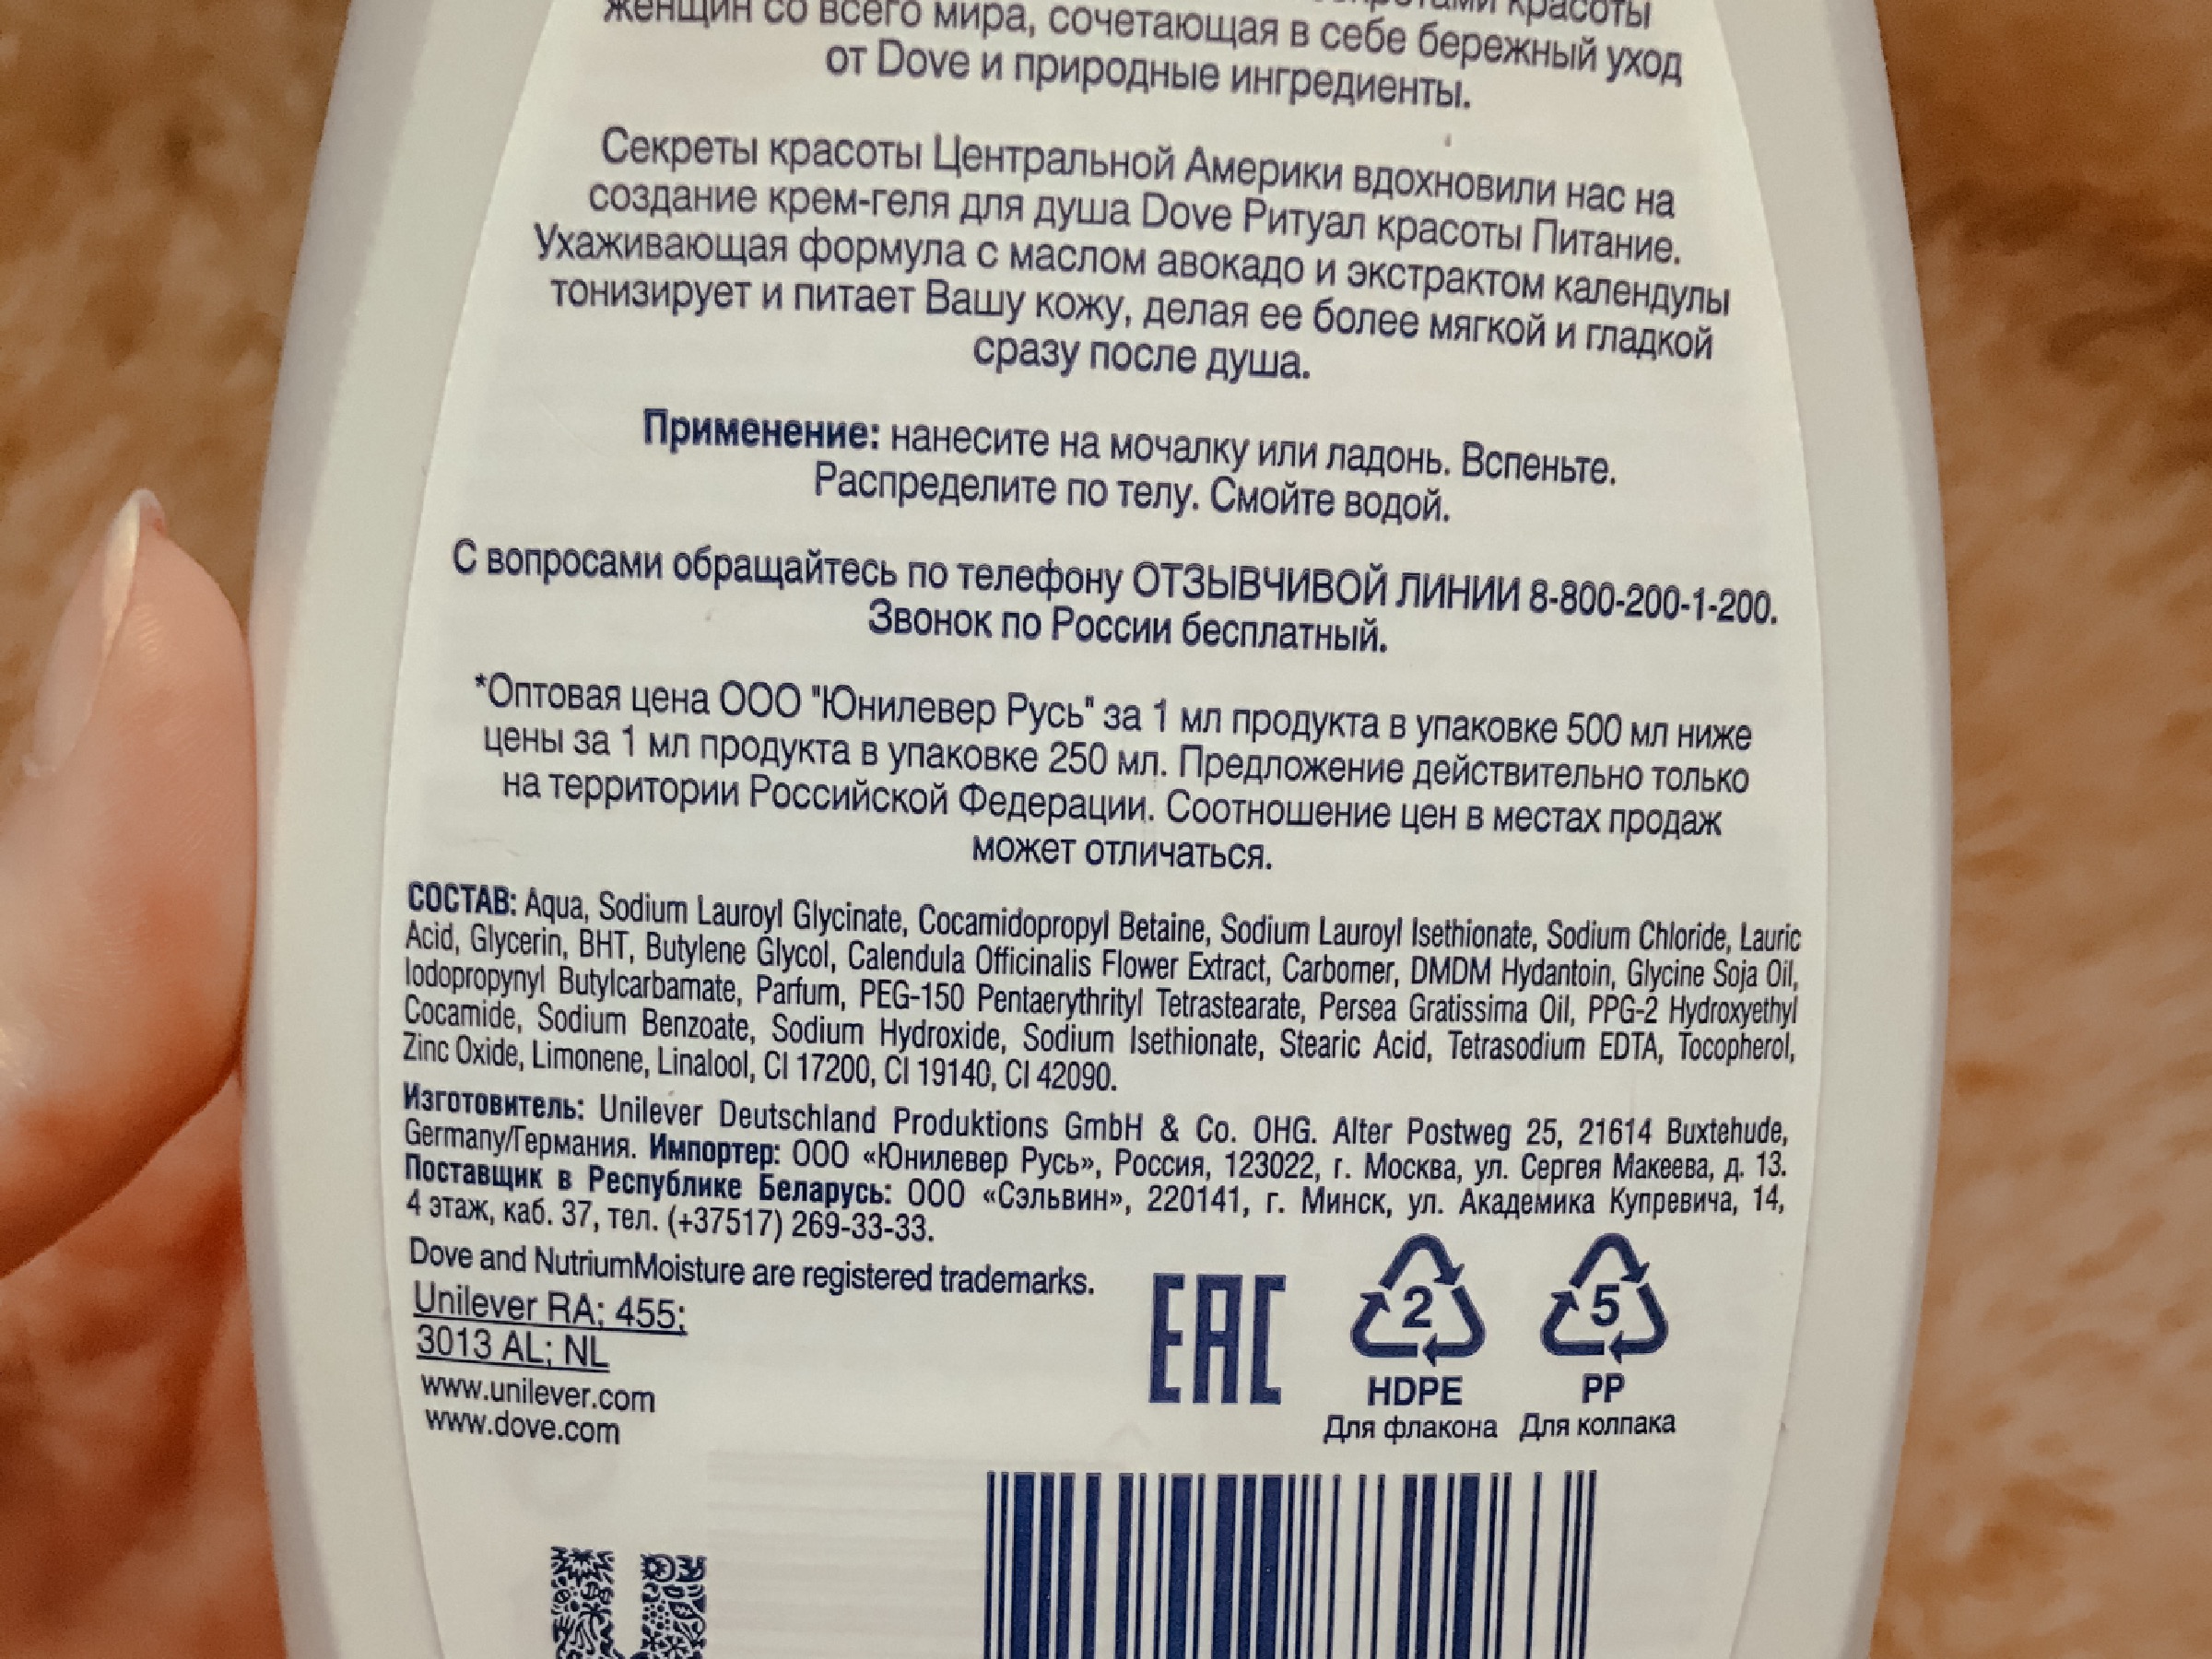 красоты
женщин со всего мира, сочетающая в себе бережный уход
от Dove и природные ингредиенты.
Секреты красоты Центральной Америки вдохновили нас на
создание крем-геля для душа Dove Ритуал красоты Питание.
Ухаживающая формула с маслом авокадо и экстрактом календулы
тонизирует и питает Вашу кожу, делая ее более мягкой и гладкой
сразу после душа.
Применение: нанесите на мочалку или ладонь. Вспеньте.
Распределите по телу. Смойте водой.
С вопросами обращайтесь по телефону ОТЗЫВЧИВОЙ ЛИНИИ 8-800-200-1-200.
Звонок по России бесплатный.
*Оптовая цена ООО "Юнилевер Русь" за 1 мл продукта в упаковке 500 мл ниже
цены за 1 мл продукта в упаковке 250 мл. Предложение действительно только
на территории Российской Федерации. Соотношение цен в местах продаж
может отличаться.
СОСТАВ: Aqua, Sodium Lauroyl Glycinate, Cocamidopropyl Betaine, Sodium Lauroyl Isethionate, Sodium Chloride, Lauric
Acid, Glycerin, BHT, Butylene Glycol, Calendula Officinalis Flower Extract, Carbomer, DMDM Hydantoin, Glycine Soja Oil,
Iodopropynyl Butylcarbamate, Parfum, PEG-150 Pentaerythrityl Tetrastearate, Persea Gratissima Oil, PPG-2 Hydroxyethyl
Cocamide, Sodium Benzoate, Sodium Hydroxide, Sodium Isethionate, Stearic Acid, Tetrasodium EDTA, Tocopherol,
Zinc Oxide, Limonene, Linalool, CI 17200, CI 19140, CI 42090.
Изготовитель: Unilever Deutschland Produktions GmbH & Co. OHG. Alter Postweg 25, 21614 Buxtehude,
Germany/Германия. Импортер: ООО «Юнилевер Русь», Россия, 123022, г. Москва, ул. Сергея Макеева, д. 13.
Поставщик в Республике Беларусь: ООО «Сэльвин», 220141, г. Минск, ул. Академика Купревича, 14,
4 этаж, каб. 37, тел. (+37517) 269-33-33.
Dove and NutriumMoisture are registered trademarks.
Unilever RA; 455;
3013 AL; NL
www.unilever.com
www.dove.com
EAC
2
5
HDPE
PP
Для флакона
Для колпака